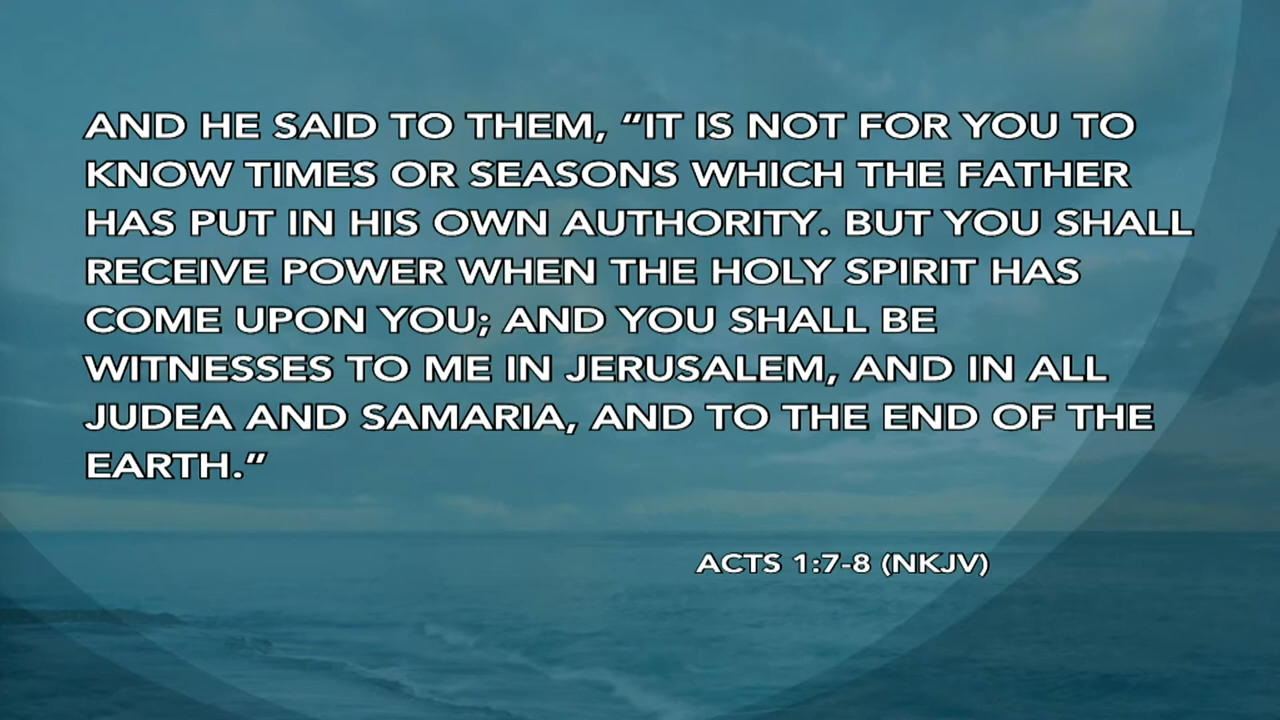 AND HE SAID TO THEM, “IT IS NOT FOR YOU TO
KNOW TIMES OR SEASONS WHICH THE FATHER
HAS PUT IN HIS OWN AUTHORITY. BUT YOU SHALL
RECEIVE POWER WHEN THE HOLY SPIRIT HAS
COME UPON YOU; AND YOU SHALL BE
WITNESSES TO ME IN JERUSALEM, AND IN ALL
JUDEA AND SAMARIA, AND TO THE END OF THE
EARTH.”
ACTS 1:7-8 (NKJV)